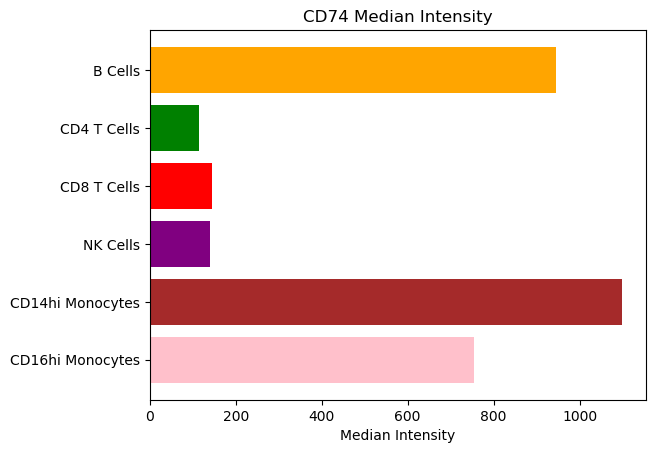 CD74 Median Intensity
B Cells
CD4 T Cells
CD8 T Cells
NK Cells
CD14hi Monocytes
CD16hi Monocytes
0 200 400 600 800 1000
Median Intensity